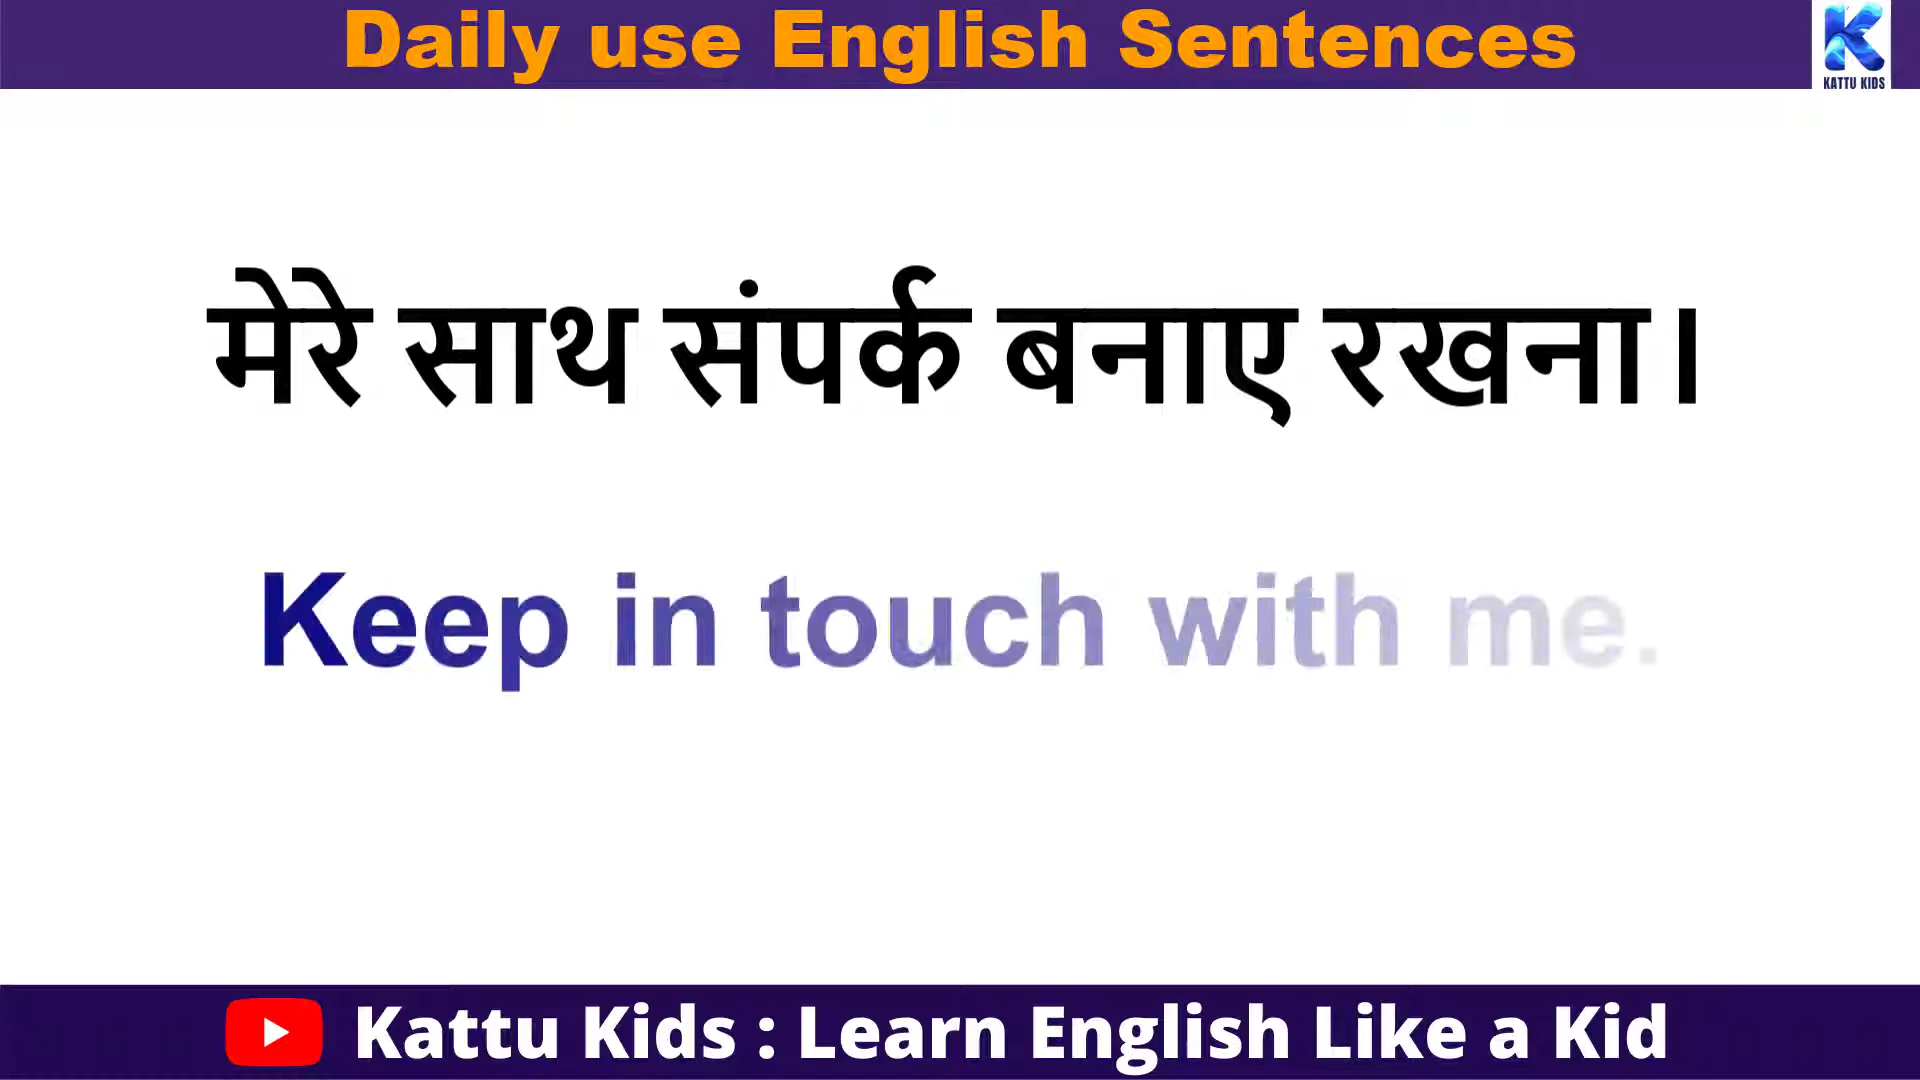 Daily use English Sentences
KATTU KIDS
मेरे साथ संपर्क बनाए रखना।
Keep in touch with me.
Kattu Kids : Learn English Like a Kid